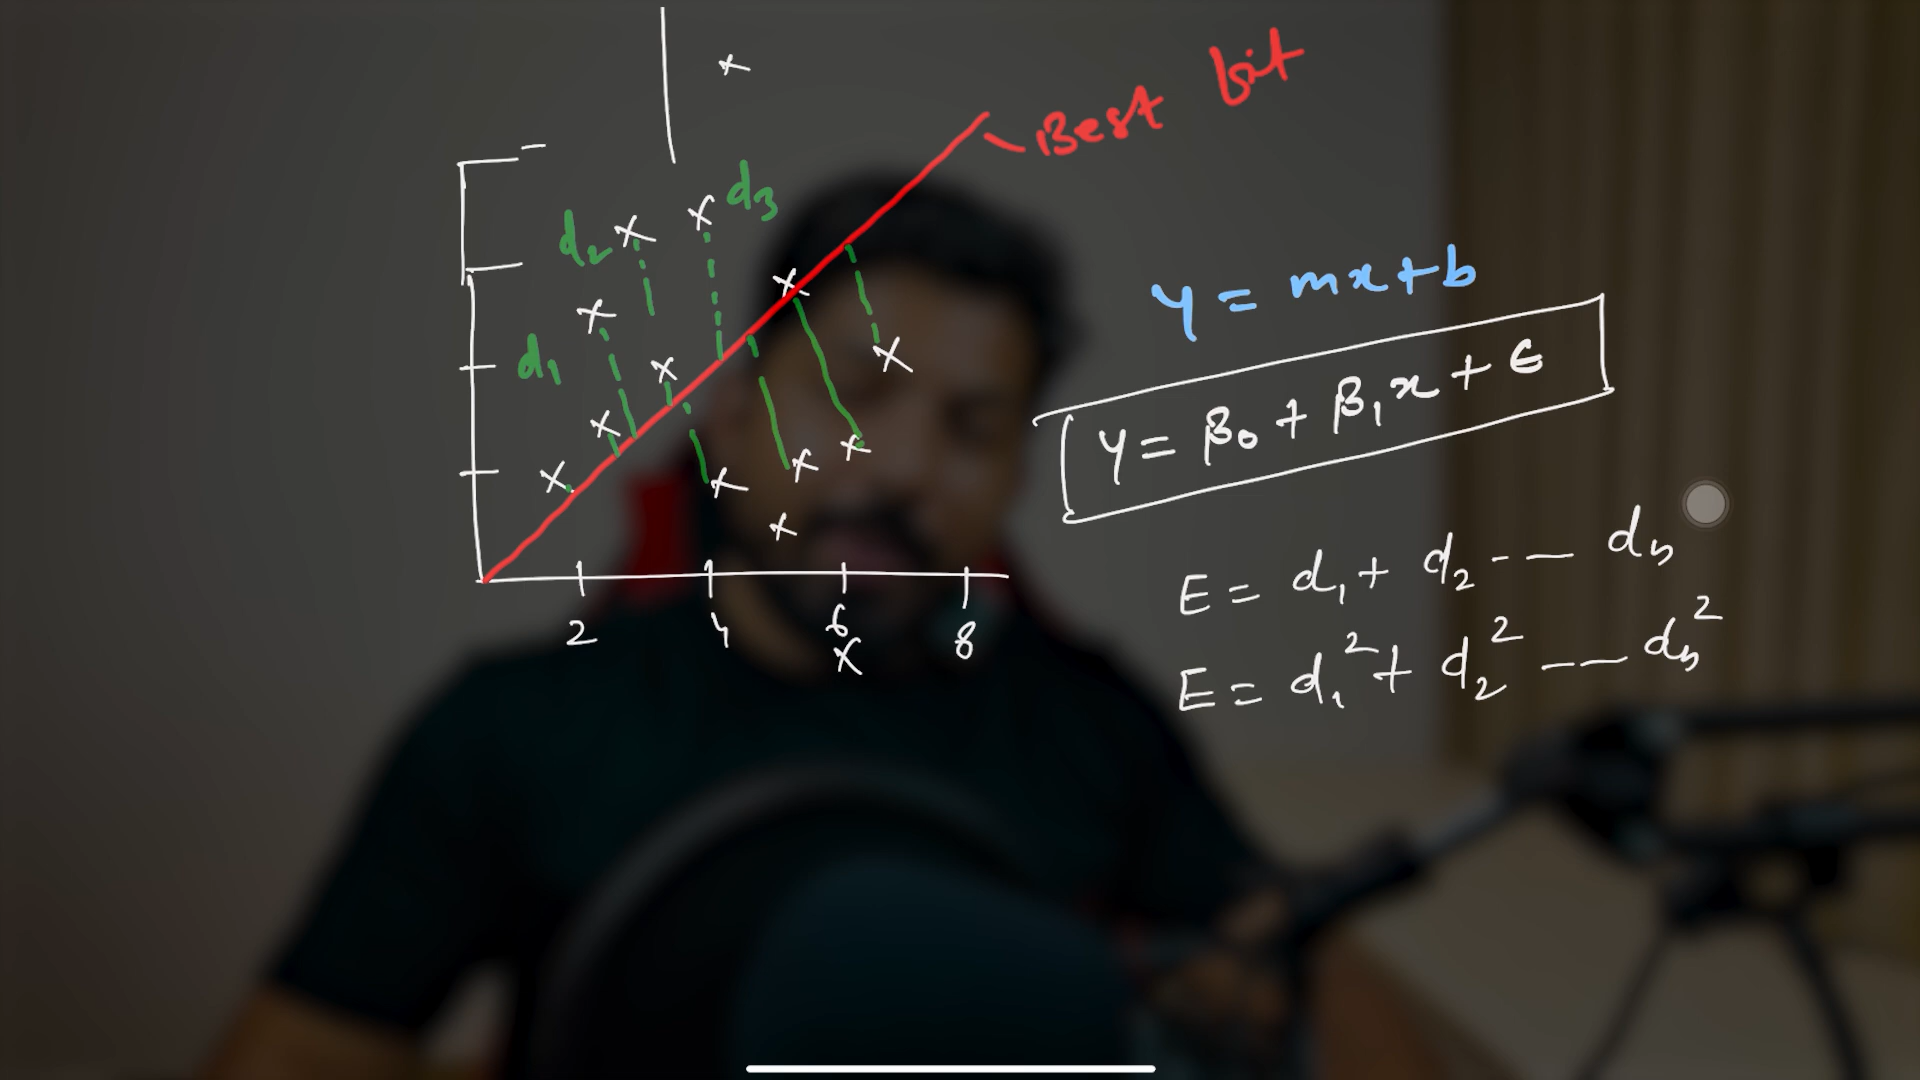 Best bit
d3
d2
d1
y = mx+b
y = β0 + β1x + ϵ
E = d1 + d2 --- dn
E = d1² + d2² --- dn²
2 4 6 8
X